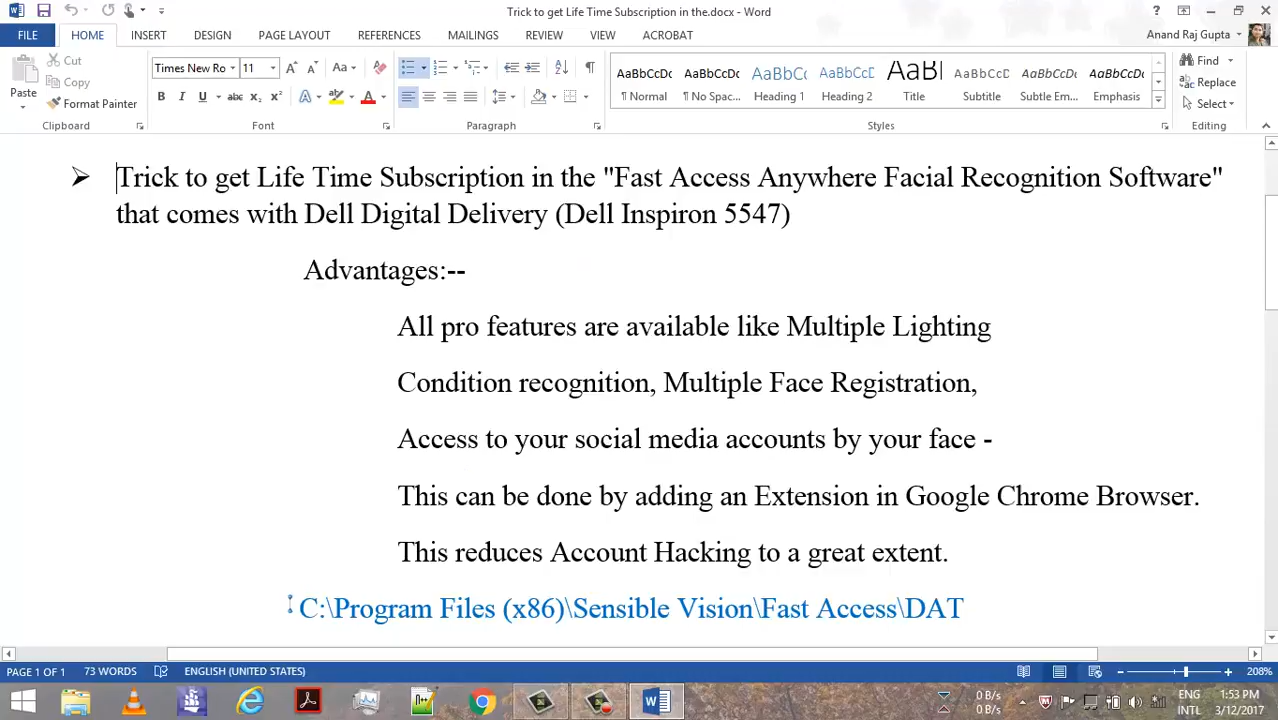 Trick to get Life Time Subscription in the.docx - Word
FILE HOME INSERT DESIGN PAGE LAYOUT REFERENCES MAILINGS REVIEW VIEW ACROBAT Anand Raj Gupta
Cut
Copy
Paste
Format Painter
Clipboard
Times New Ro 11
Font
Paragraph
AaBbCcDc AaBbCcDc AaBbCc AaBbCcD AaBl AaBbCcD AaBbCcDc AaBbCcDc
¶ Normal ¶ No Spac... Heading 1 Heading 2 Title Subtitle Subtle Em... Emphasis
Styles
Find
Replace
Select
Editing
Trick to get Life Time Subscription in the "Fast Access Anywhere Facial Recognition Software"
that comes with Dell Digital Delivery (Dell Inspiron 5547)
Advantages:--
All pro features are available like Multiple Lighting
Condition recognition, Multiple Face Registration,
Access to your social media accounts by your face -
This can be done by adding an Extension in Google Chrome Browser.
This reduces Account Hacking to a great extent.
C:\Program Files (x86)\Sensible Vision\Fast Access\DAT
PAGE 1 OF 1 73 WORDS ENGLISH (UNITED STATES) 208%
0 B/s
0 B/s
ENG
INTL
1:53 PM
3/12/2017